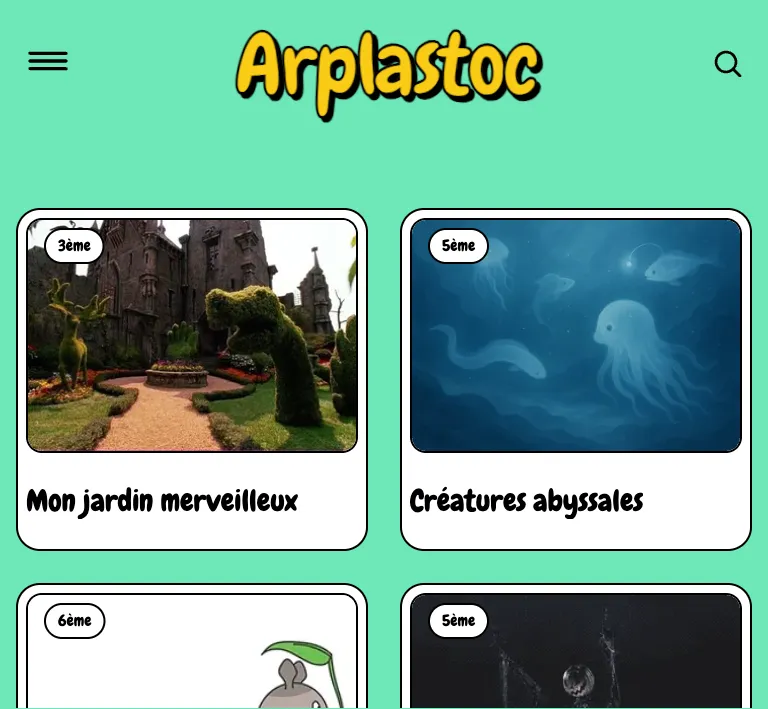 Arplastoc
3ème
5ème
Mon jardin merveilleux
Créatures abyssales
6ème
5ème